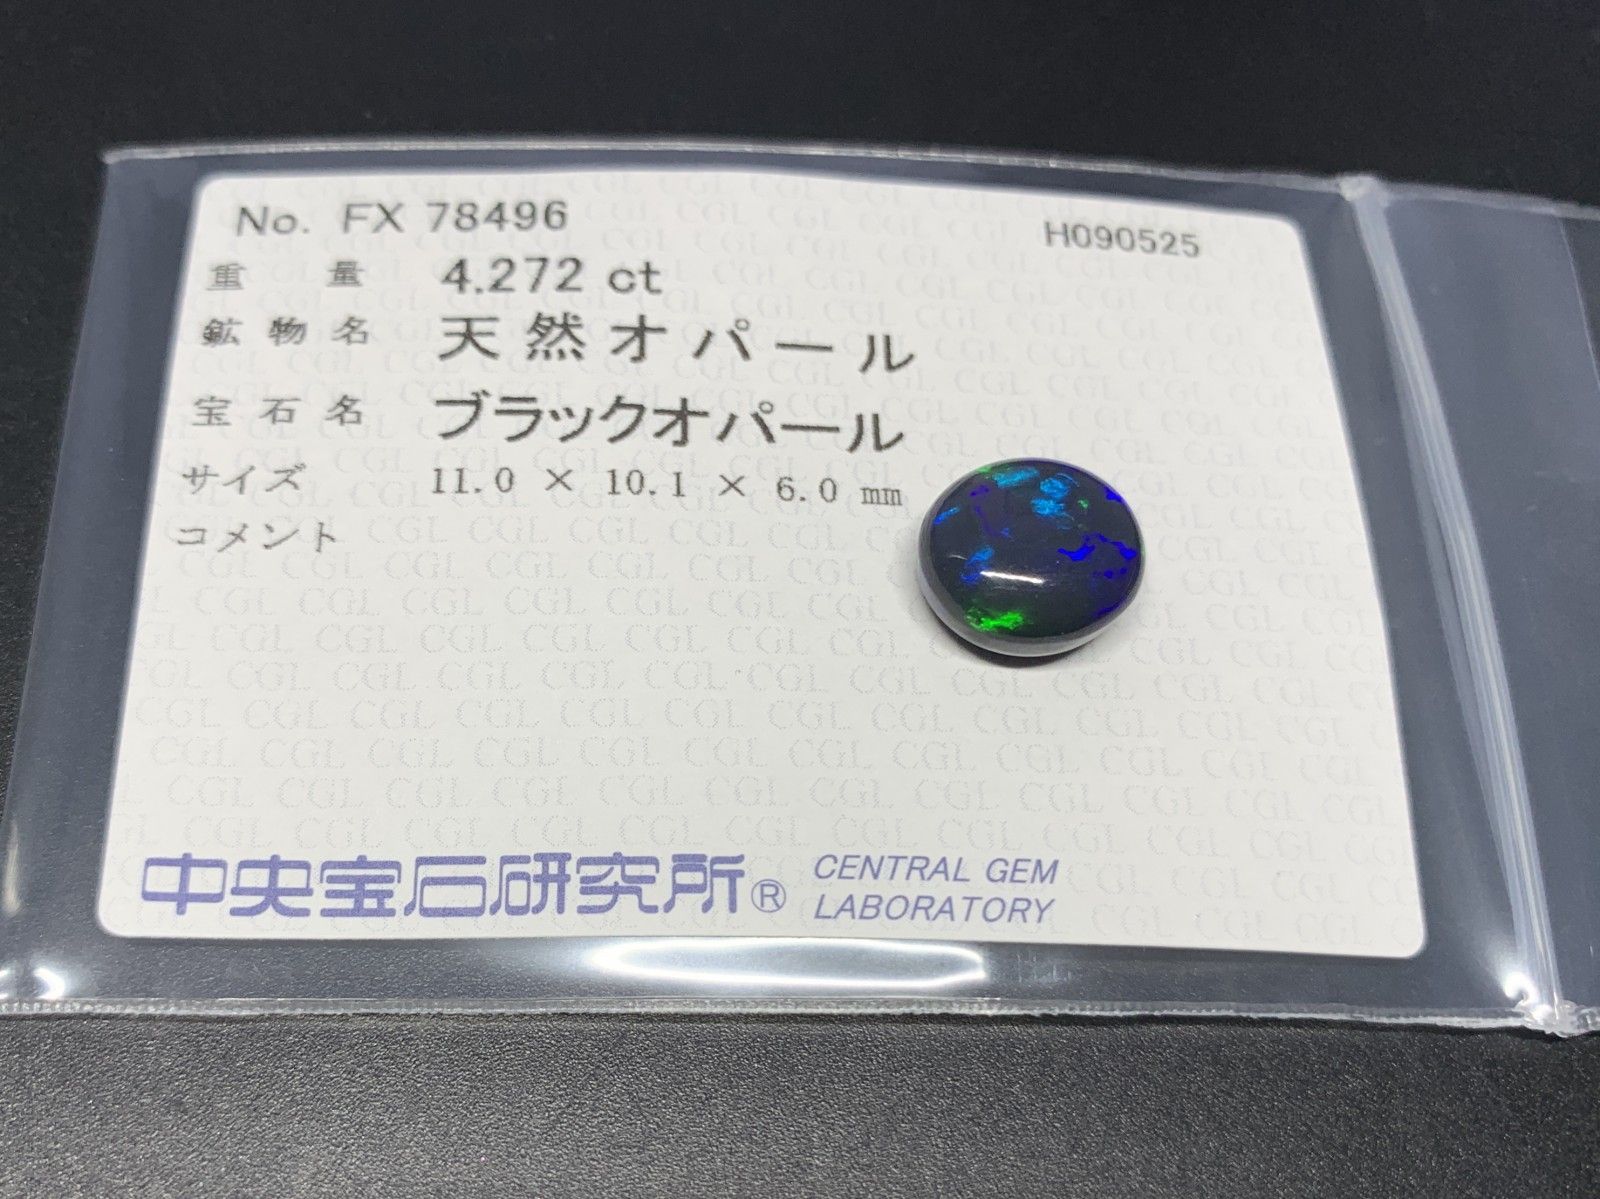 No. FX 78496 H090525
重 量 4.272 ct
鉱 物 名 天 然 オ パ ー ル
宝 石 名 ブラックオパール
サイズ 11.0 × 10.1 × 6.0 mm
コメント
中央宝石研究所® CENTRAL GEM
LABORATORY